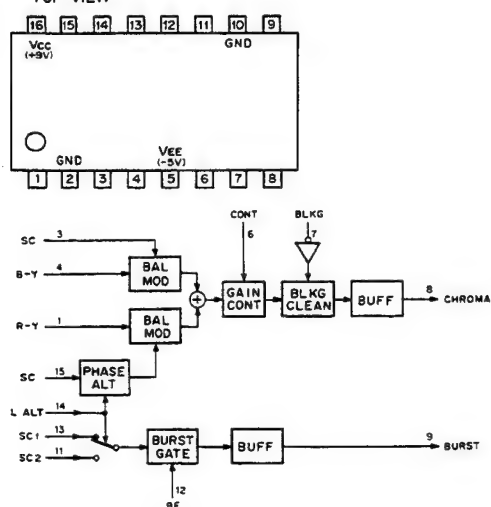 TOP VIEW
16 15 14 13 12 11 10 9
VCC
(+9V)
GND
GND
VEE
(-5V)
1 2 3 4 5 6 7 8
CONT
BLKG
6
7
SC 3
B-Y 4
BAL
MOD
GAIN
CONT
BLKG
CLEAN
BUFF
8 CHROMA
R-Y 1
BAL
MOD
SC 15
PHASE
ALT
L ALT 14
SC1 13
SC2 11
BURST
GATE
BUFF
9 BURST
12
BF